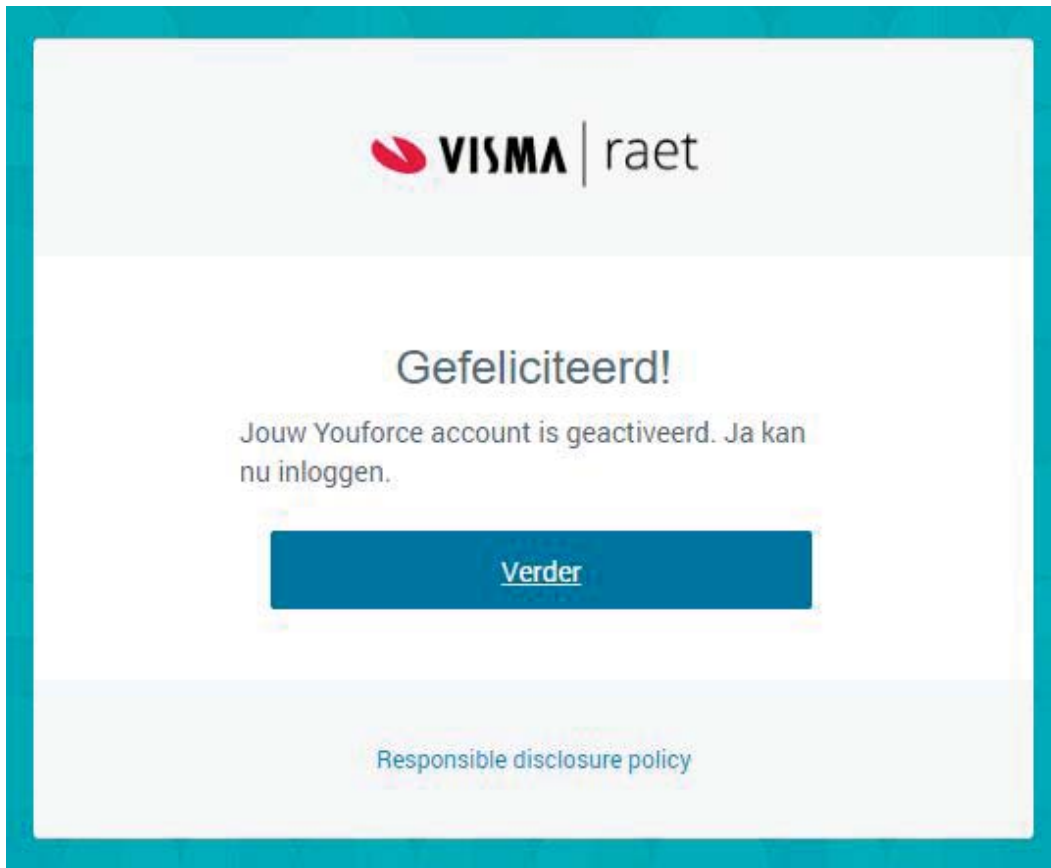 VISMA | raet
Gefeliciteerd!
Jouw Youforce account is geactiveerd. Ja kan
nu inloggen.
Verder
Responsible disclosure policy